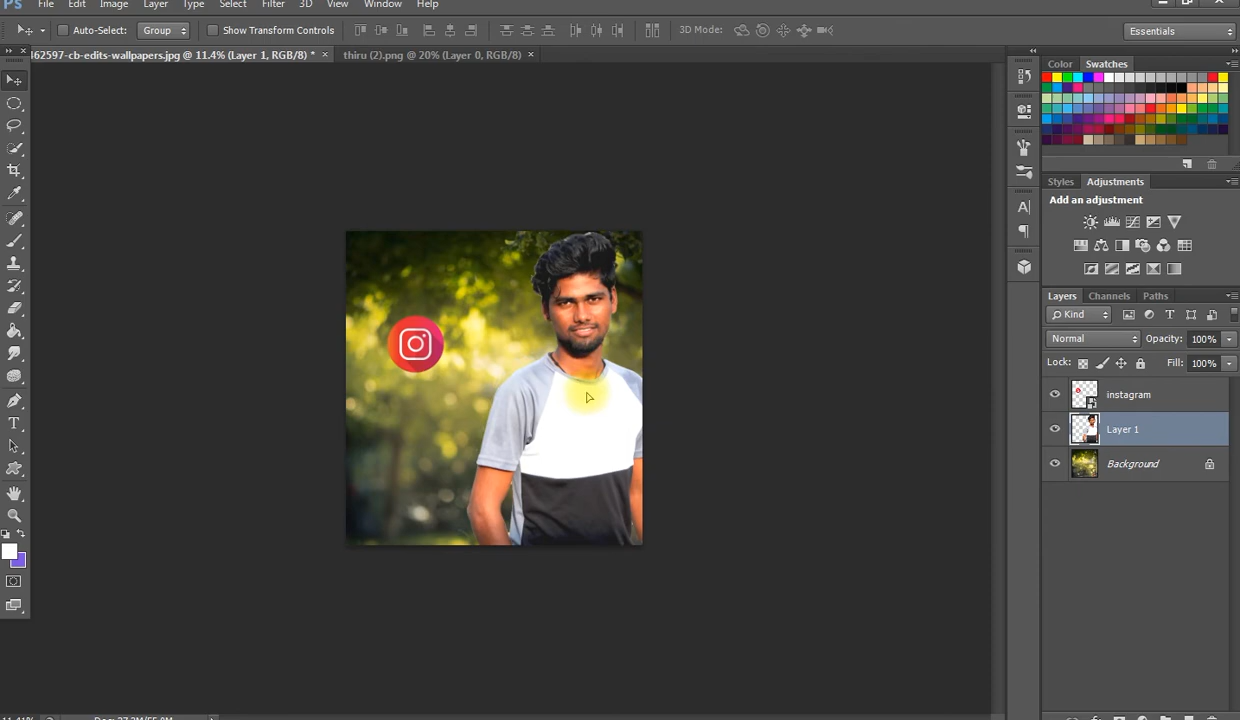 Ps File Edit Image Layer Type Select Filter 3D View Window Help
Auto-Select: Group Show Transform Controls 3D Mode: Essentials
462597-cb-edits-wallpapers.jpg @ 11.4% (Layer 1, RGB/8) * × thiru (2).png @ 20% (Layer 0, RGB/8) ×
Color Swatches
Styles Adjustments
Add an adjustment
Layers Channels Paths
Kind
Normal Opacity: 100%
Lock: Fill: 100%
instagram
Layer 1
Background